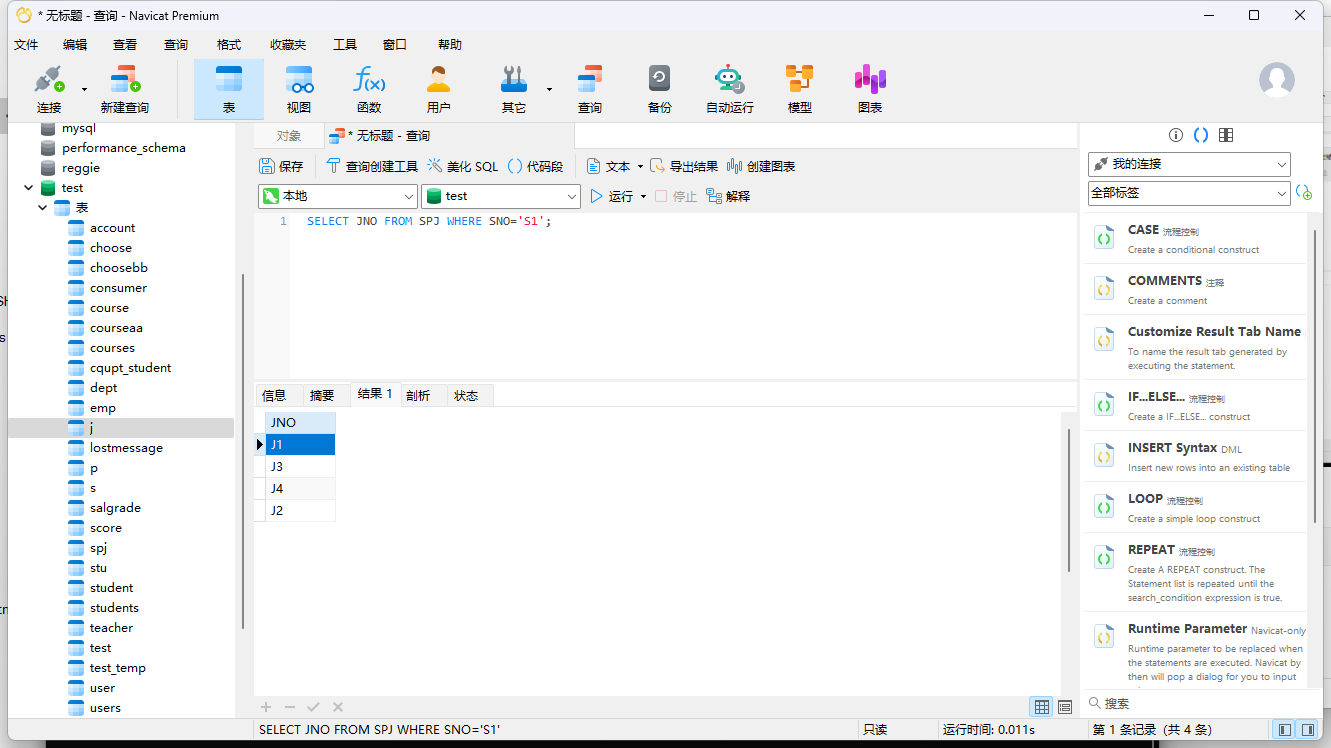 * 无标题 - 查询 - Navicat Premium
文件 编辑 查看 查询 格式 收藏夹 工具 窗口 帮助
连接 新建查询 表 视图 函数 用户 其它 查询 备份 自动运行 模型 图表
mysql
performance_schema
reggie
test
表
account
choose
choosebb
consumer
course
courseaa
courses
cqupt_student
dept
emp
j
lostmessage
p
s
salgrade
score
spj
stu
student
students
teacher
test
test_temp
user
users
对象 * 无标题 - 查询
保存 查询创建工具 美化 SQL 代码段 文本 导出结果 创建图表
本地 test 运行 停止 解释
1 SELECT JNO FROM SPJ WHERE SNO='S1';
信息 摘要 结果 1 剖析 状态
JNO
J1
J3
J4
J2
我的连接
全部标签
CASE 流程控制
Create a conditional construct
COMMENTS 注释
Create a comment
Customize Result Tab Name
To name the result tab generated by
executing the statement.
IF...ELSE... 流程控制
Create a IF...ELSE... construct
INSERT Syntax DML
Insert new rows into an existing table
LOOP 流程控制
Create a simple loop construct
REPEAT 流程控制
Create A REPEAT construct. The
Statement list is repeated until the
search_condition expression is true.
Runtime Parameter Navicat-only
Runtime parameter to be replaced when
the statements are executed. Navicat by
then will pop a dialog for you to input
搜索
SELECT JNO FROM SPJ WHERE SNO='S1' 只读 运行时间: 0.011s 第 1 条记录 (共 4 条)